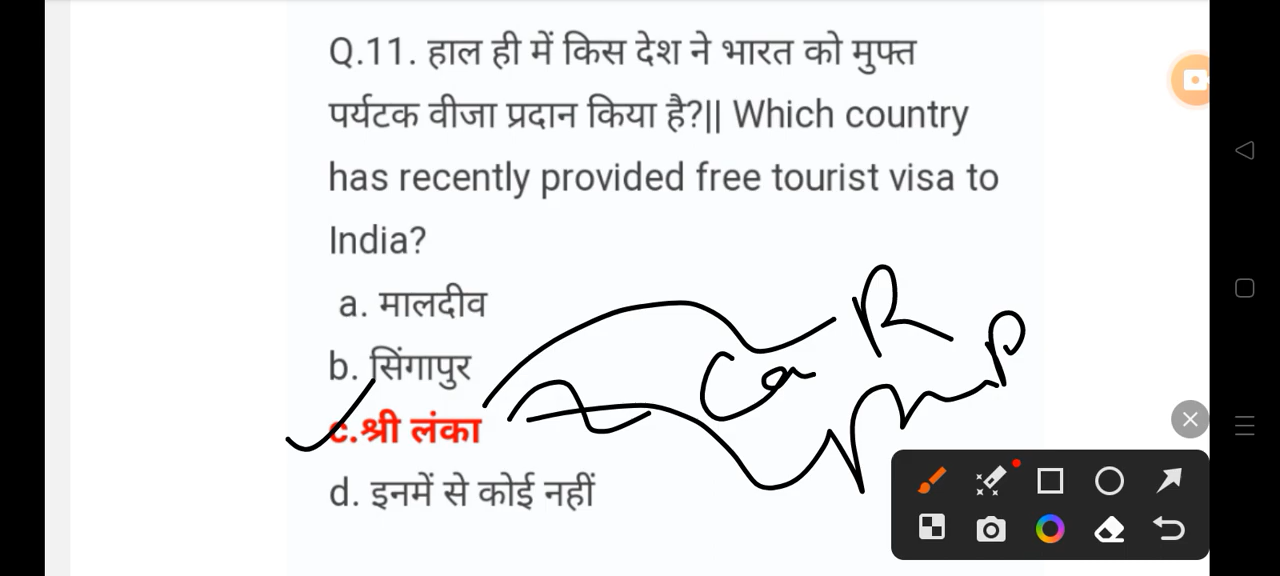 Q.11. हाल ही में किस देश ने भारत को मुफ्त
पर्यटक वीजा प्रदान किया है?|| Which country
has recently provided free tourist visa to
India?
a. मालदीव
b. सिंगापुर
c.श्री लंका
d. इनमें से कोई नहीं